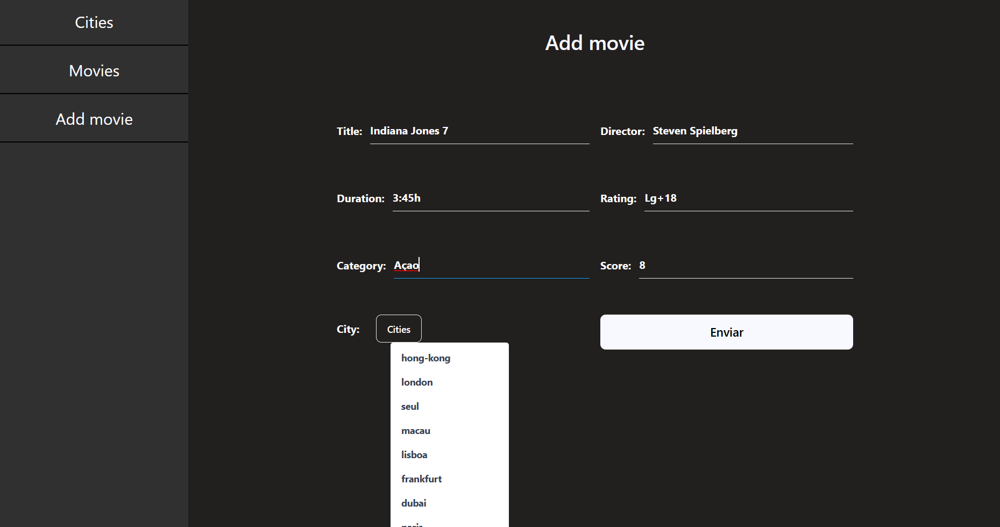 Cities
Movies
Add movie
Add movie
Title: Indiana Jones 7
Director: Steven Spielberg
Duration: 3:45h
Rating: Lg+18
Category: Açao
Score: 8
City: Cities
Enviar
hong-kong
london
seul
macau
lisboa
frankfurt
dubai